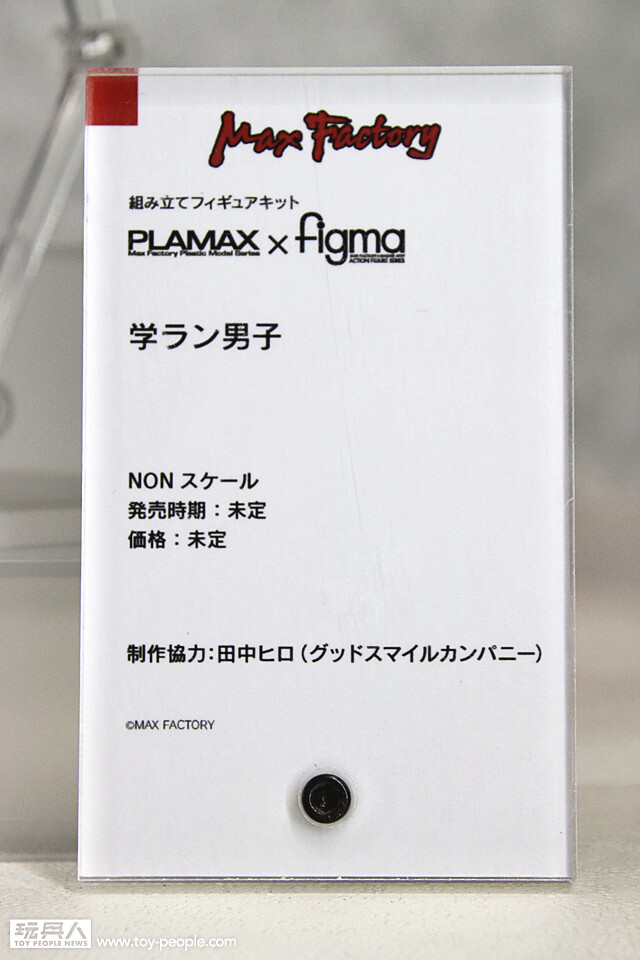 Max Factory
組み立てフィギュアキット
PLAMAX × figma
Max Factory Plastic Model Series
ACTION FIGURE SERIES
学ラン男子
NON スケール
発売時期：未定
価格：未定
制作協力：田中ヒロ（グッドスマイルカンパニー）
©MAX FACTORY
玩具人
TOY PEOPLE NEWS
www.toy-people.com